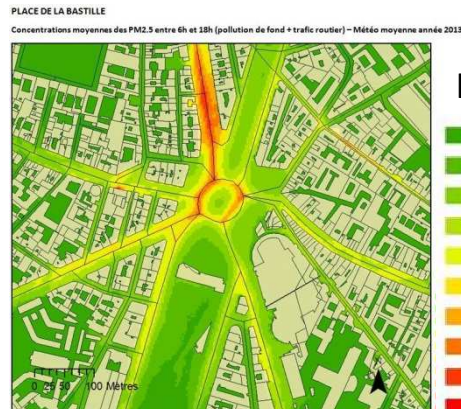 PLACE DE LA BASTILLE
Concentrations moyennes des PM2.5 entre 6h et 18h (pollution de fond + trafic routier) – Météo moyenne année 2013
0 25 50 100 Mètres